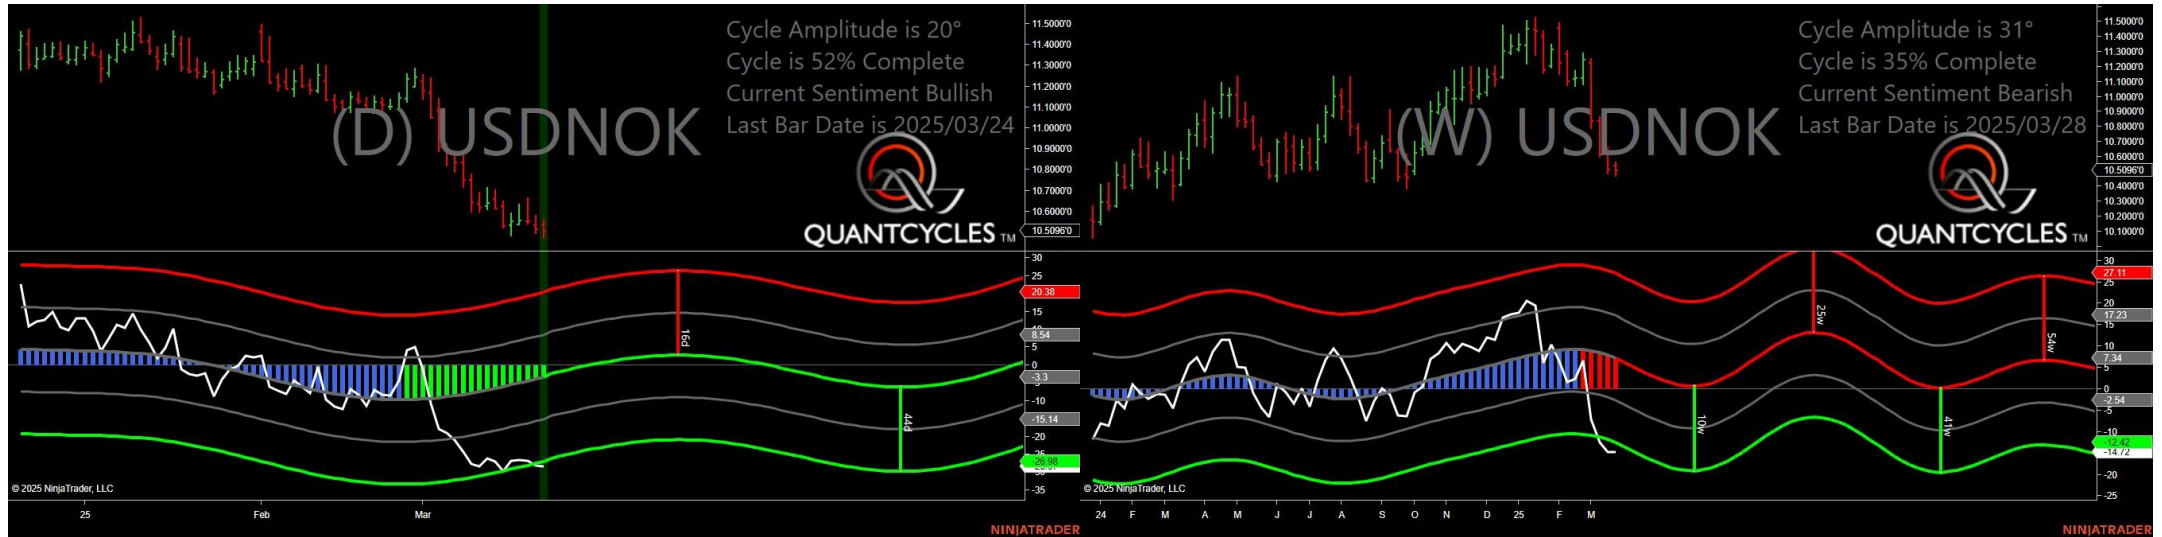 Cycle Amplitude is 20°
Cycle is 52% Complete
Current Sentiment Bullish
Last Bar Date is 2025/03/24
(D) USDNOK
QUANTCYCLES TM
11.5000'0
11.4000'0
11.3000'0
11.2000'0
11.1000'0
11.0000'0
10.9000'0
10.8000'0
10.7000'0
10.6000'0
10.5096'0
30
25
20.38
15
8.54
5
0
-3.3
-10
-15.14
-20
-26.98
-35
16d
44d
© 2025 NinjaTrader, LLC
25 Feb Mar
NINJATRADER
Cycle Amplitude is 31°
Cycle is 35% Complete
Current Sentiment Bearish
Last Bar Date is 2025/03/28
(W) USDNOK
QUANTCYCLES TM
11.5000'0
11.4000'0
11.3000'0
11.2000'0
11.1000'0
11.0000'0
10.9000'0
10.8000'0
10.7000'0
10.6000'0
10.5096'0
10.4000'0
10.3000'0
10.2000'0
10.1000'0
30
27.11
25
20
17.23
15
10
7.34
5
0
-2.54
-5
-10
-12.42
-14.72
-20
-25
25w
54w
10w
41w
© 2025 NinjaTrader, LLC
24 F M A M J J A S O N D 25 F M
NINJATRADER